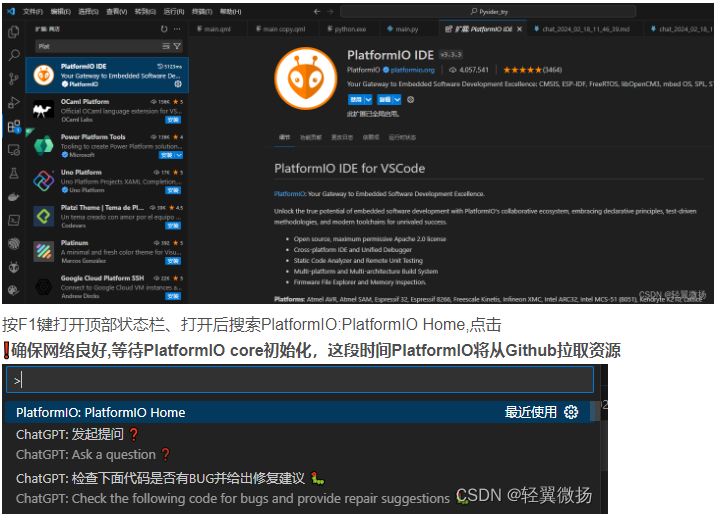 文件(F) 编辑(E) 选择(S) 查看(V) 转到(G) 运行(R) 终端(T) 帮助(H)
Pysider_try
main.qml
main copy.qml
python.exe
main.py
扩展: PlatformIO IDE
chat_2024_02_18_11_46_39.md
chat_2024_02_18_1
Plat
PlatformIO IDE 5123ms
Your Gateway to Embedded Software De...
PlatformIO
OCaml Platform 158K 5
Official OCaml language extension for VS...
OCaml Labs 安装
Power Platform Tools 4
Tooling to create Power Platform solution...
Microsoft 安装
Uno Platform 17K 5
Uno Platform Projects XAML Completion...
Uno Platform 安装
Platzi Theme | Tema de Pl... 39K 4.5
Un tema creado con amor por el equipo ...
Codevars 安装
Platinum 392 5
A minimal and fresh color theme for Visu...
Marcos González 安装
Google Cloud Platform SSH 22K 5
Connect to Google Cloud VM instances a...
Andrew Dircks 安装
PlatformIO IDE v3.3.3
PlatformIO platformio.org 4,057,541 (3464)
Your Gateway to Embedded Software Development Excellence: CMSIS, ESP-IDF, FreeRTOS, libOpenCM3, mbed OS, SPL, S
禁用 卸载
此扩展已全局启用。
细节 功能贡献 更改日志 依赖项 运行时状态
PlatformIO IDE for VSCode
PlatformIO: Your Gateway to Embedded Software Development Excellence.
Unlock the true potential of embedded software development with PlatformIO's collaborative ecosystem, embracing declarative principles, test-driven
methodologies, and modern toolchains for unrivaled success.
Open source, maximum permissive Apache 2.0 license
Cross-platform IDE and Unified Debugger
Static Code Analyzer and Remote Unit Testing
Multi-platform and Multi-architecture Build System
Firmware File Explorer and Memory Inspection.
Platforms: Atmel AVR, Atmel SAM, Espressif 32, Espressif 8266, Freescale Kinetis, Infineon XMC, Intel ARC32, Intel MCS-51 (8051), Kendryte K210, Lattice
CSDN @轻翼微扬
按F1键打开顶部状态栏、打开后搜索PlatformIO:PlatformIO Home,点击
❗确保网络良好,等待PlatformIO core初始化，这段时间PlatformIO将从Github拉取资源
>
PlatformIO: PlatformIO Home 最近使用
ChatGPT: 发起提问❓
ChatGPT: Ask a question❓
ChatGPT: 检查下面代码是否有BUG并给出修复建议 🐛
ChatGPT: Check the following code for bugs and provide repair suggestions 🐛
CSDN @轻翼微扬